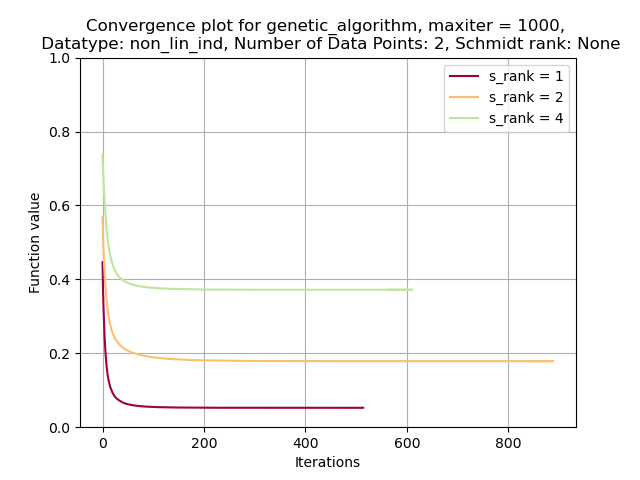 Convergence plot for genetic_algorithm, maxiter = 1000,
Datatype: non_lin_ind, Number of Data Points: 2, Schmidt rank: None
1.0
0.8
0.6
0.4
0.2
0.0
Function value
s_rank = 1
s_rank = 2
s_rank = 4
0
200
400
600
800
Iterations